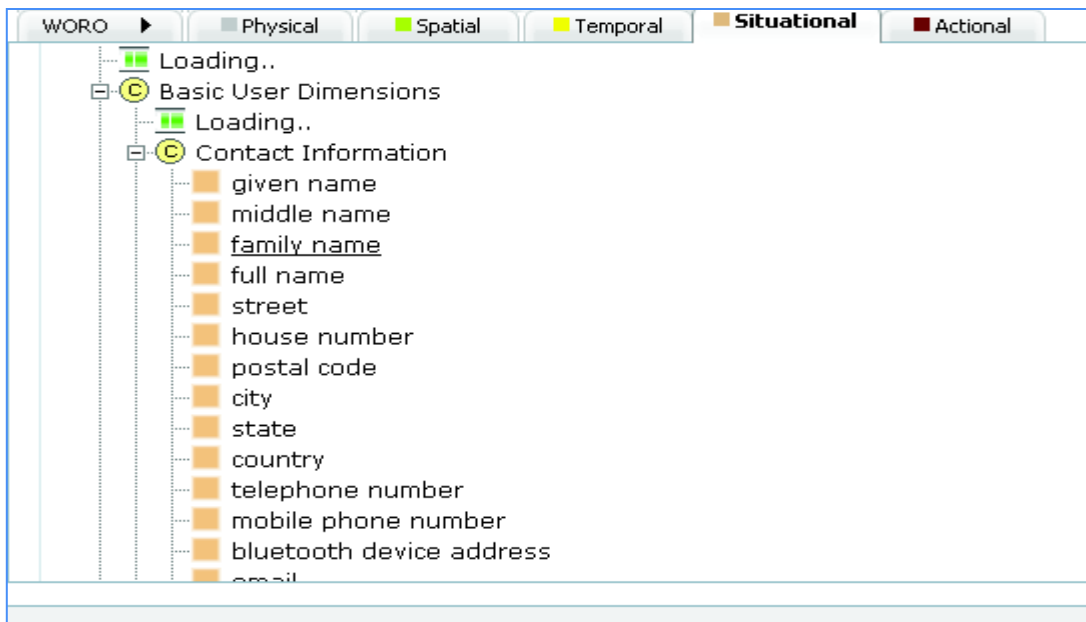 WORO Physical Spatial Temporal Situational Actional
Loading..
C Basic User Dimensions
Loading..
C Contact Information
given name
middle name
family name
full name
street
house number
postal code
city
state
country
telephone number
mobile phone number
bluetooth device address
email